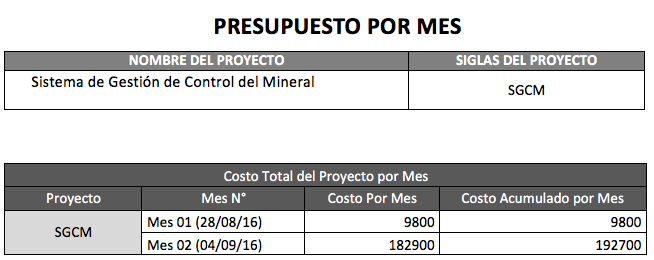 PRESUPUESTO POR MES
NOMBRE DEL PROYECTO SIGLAS DEL PROYECTO
Sistema de Gestión de Control del Mineral SGCM
Costo Total del Proyecto por Mes
Proyecto Mes N° Costo Por Mes Costo Acumulado por Mes
SGCM Mes 01 (28/08/16) 9800 9800
Mes 02 (04/09/16) 182900 192700